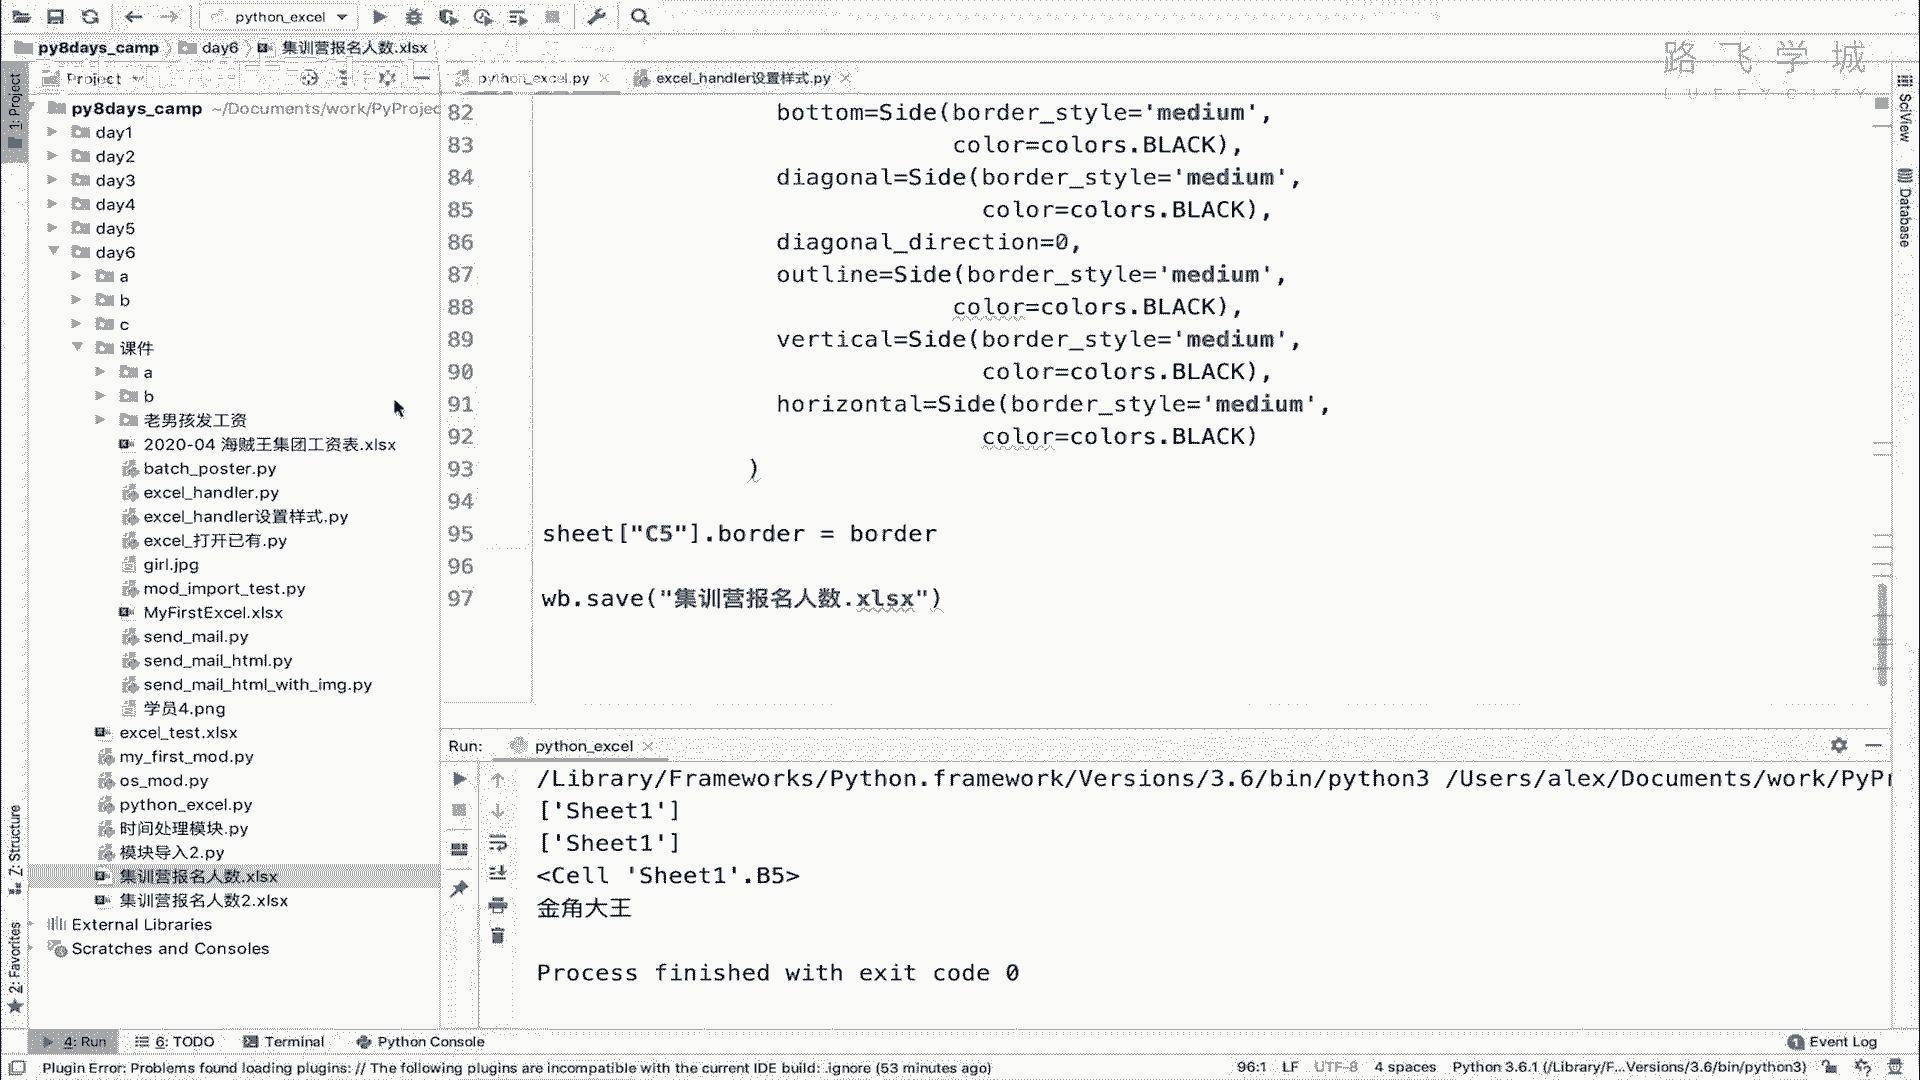 python_excel
py8days_camp day6 集训营报名人数.xlsx
路飞学城
LUFFYCITY
1: Project
Project
python_excel.py
excel_handler设置样式.py
py8days_camp ~/Documents/work/PyProjec
day1
day2
day3
day4
day5
day6
a
b
c
课件
a
b
老男孩发工资
2020-04 海贼王集团工资表.xlsx
batch_poster.py
excel_handler.py
excel_handler设置样式.py
excel_打开已有.py
girl.jpg
mod_import_test.py
MyFirstExcel.xlsx
send_mail.py
send_mail_html.py
send_mail_html_with_img.py
学员4.png
excel_test.xlsx
my_first_mod.py
os_mod.py
python_excel.py
时间处理模块.py
模块导入2.py
集训营报名人数.xlsx
集训营报名人数2.xlsx
External Libraries
Scratches and Consoles
82 bottom=Side(border_style='medium',
83 color=colors.BLACK),
84 diagonal=Side(border_style='medium',
85 color=colors.BLACK),
86 diagonal_direction=0,
87 outline=Side(border_style='medium',
88 color=colors.BLACK),
89 vertical=Side(border_style='medium',
90 color=colors.BLACK),
91 horizontal=Side(border_style='medium',
92 color=colors.BLACK)
93 )
94
95 sheet["C5"].border = border
96
97 wb.save("集训营报名人数.xlsx")
SciView
Database
Run: python_excel
/Library/Frameworks/Python.framework/Versions/3.6/bin/python3 /Users/alex/Documents/work/PyPr
['Sheet1']
['Sheet1']
<Cell 'Sheet1'.B5>
金角大王
Process finished with exit code 0
Z: Structure
2: Favorites
4: Run 6: TODO Terminal Python Console
1 Event Log
Plugin Error: Problems found loading plugins: // The following plugins are incompatible with the current IDE build: .ignore (53 minutes ago)
96:1 LF UTF-8 4 spaces Python 3.6.1 (/Library/F...Versions/3.6/bin/python3)